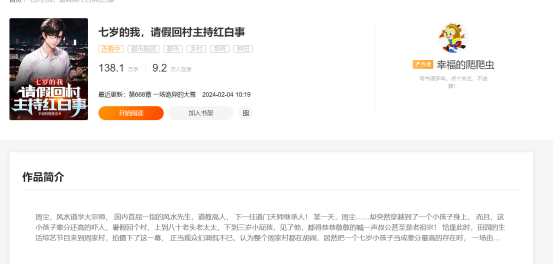 七岁的我，请假回村主持红白事
连载中 都市脑洞 都市 乡村 系统 种田
138.1 万字 9.2 万人在读
最近更新：第668章 一场诡异的大赛 2024-02-04 10:19
开始阅读 加入书架
作者 幸福的爬爬虫
七岁的我
请假回村
主持红白事
作品简介
周尘，风水道学大宗师， 国内首屈一指的风水先生，道教高人， 下一任道门天师继承人！ 某一天，周尘……却突然穿越到了一个小孩子身上， 而且，这
小孩子辈分还高的吓人，暑假回个村，上到八十老头老太太，下到三岁小屁孩，见了他，都得恭恭敬敬的喊一声叔公甚至是老祖宗！ 恰逢此时，田园的生
活综艺节目来到周家村，拍摄下了这一幕， 正当观众们调侃不已，认为整个周家村都在胡闹，居然把一个七岁小孩子当成辈分最高的存在时， 一场由...